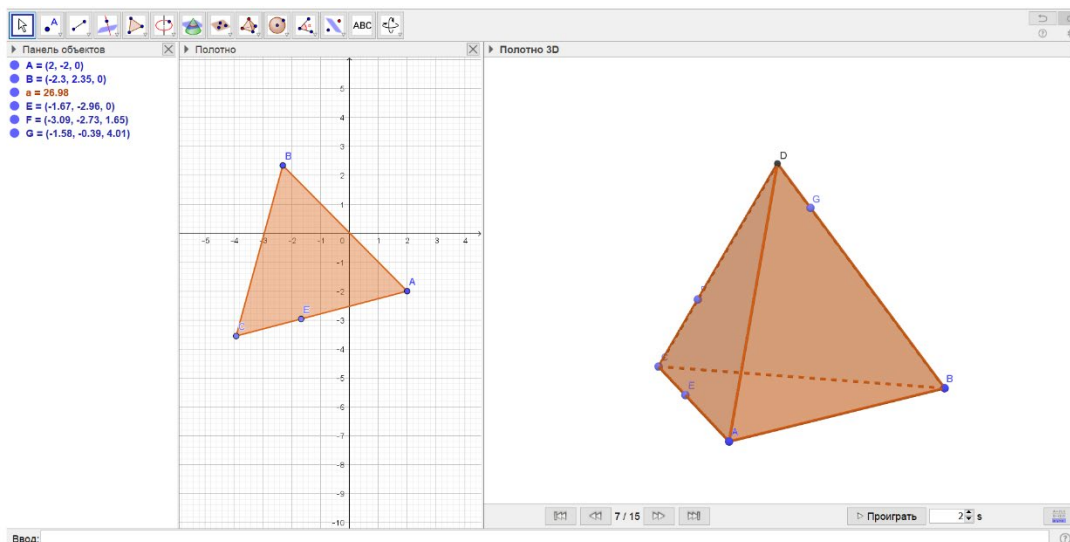 ABC
Панель объектов
A = (2, -2, 0)
B = (-2.3, 2.35, 0)
a = 26.98
E = (-1.67, -2.96, 0)
F = (-3.09, -2.73, 1.65)
G = (-1.58, -0.39, 4.01)
Полотно
5
4
3
2
1
-5 -4 -3 -2 -1 0 1 2 3 4
-1
-2
-3
-4
-5
-6
-7
-8
-9
-10
B
A
E
C
Полотно 3D
D
G
F
E
B
A
7 / 15
Проиграть
2 s
Ввод: